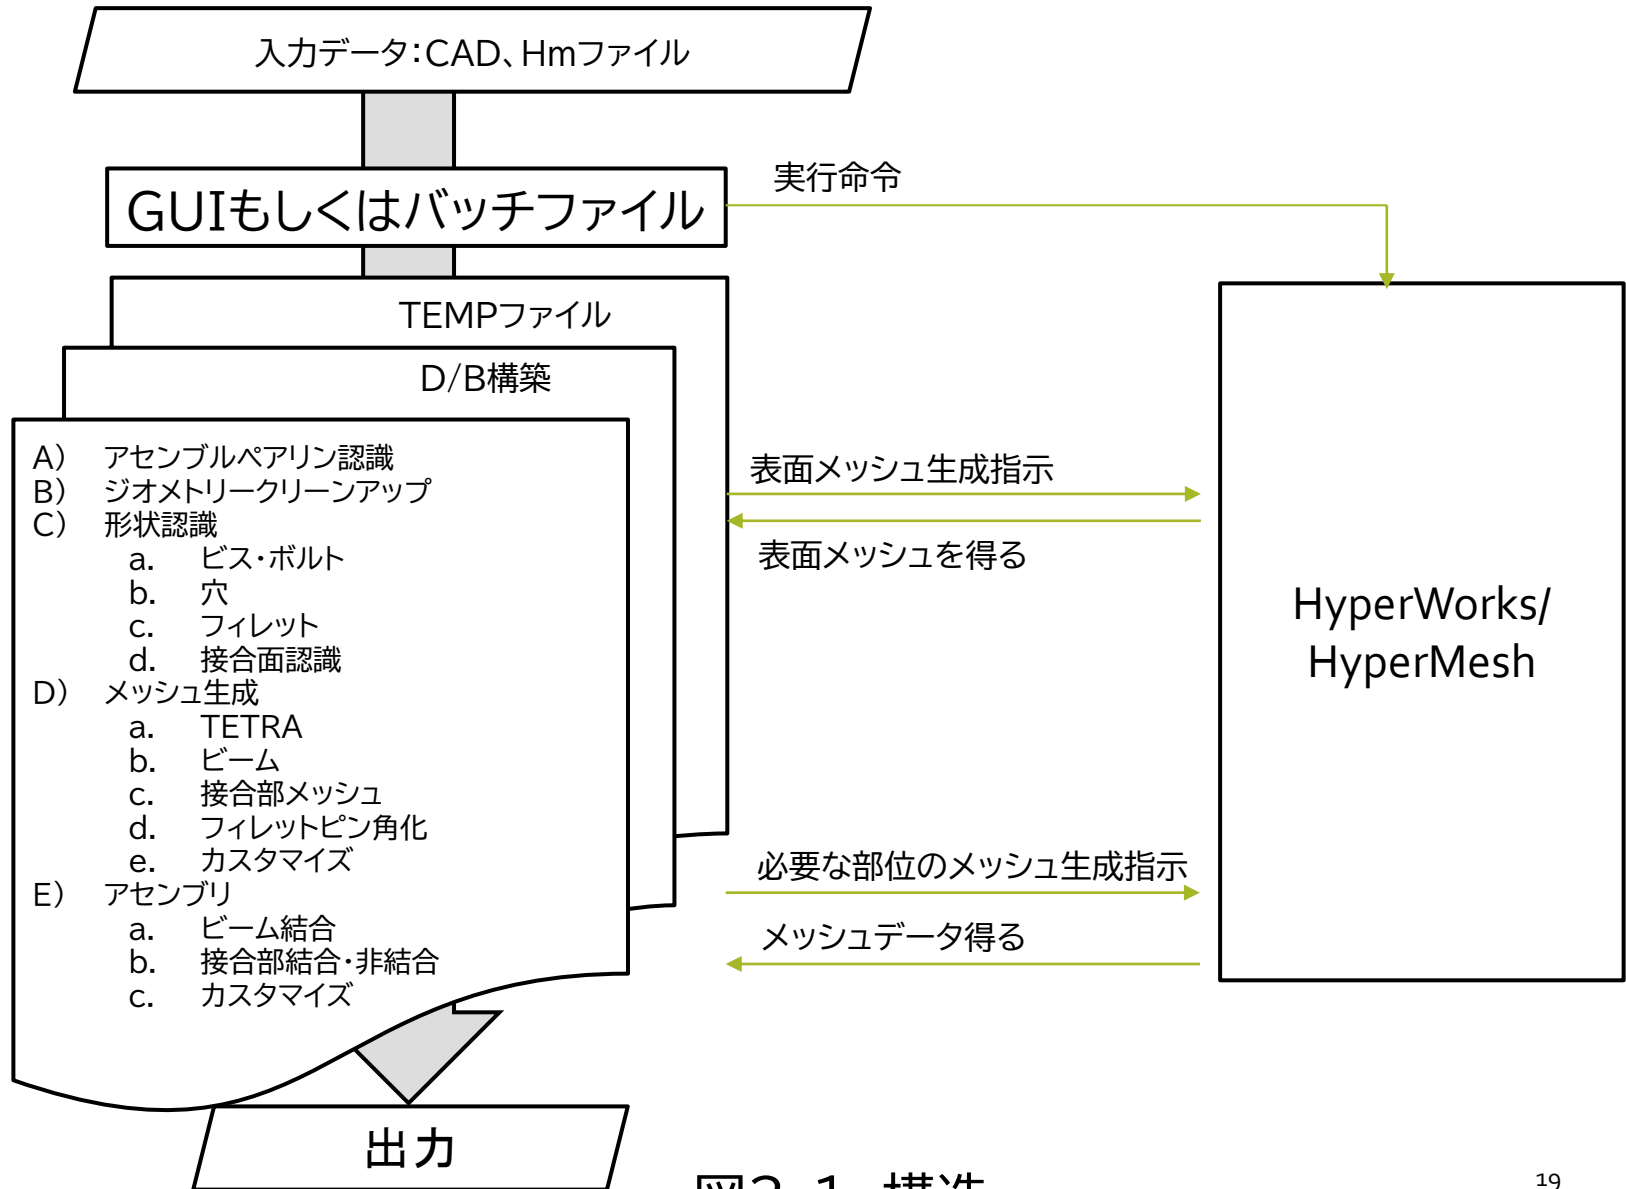 入力データ：CAD、Hmファイル
GUIもしくはバッチファイル
実行命令
TEMPファイル
D/B構築
A) アセンブルペアリン認識
B) ジオメトリークリーンアップ
C) 形状認識
a. ビス・ボルト
b. 穴
c. フィレット
d. 接合面認識
D) メッシュ生成
a. TETRA
b. ビーム
c. 接合部メッシュ
d. フィレットピン角化
e. カスタマイズ
E) アセンブリ
a. ビーム結合
b. 接合部結合・非結合
c. カスタマイズ
表面メッシュ生成指示
表面メッシュを得る
必要な部位のメッシュ生成指示
メッシュデータ得る
HyperWorks/
HyperMesh
出力
19